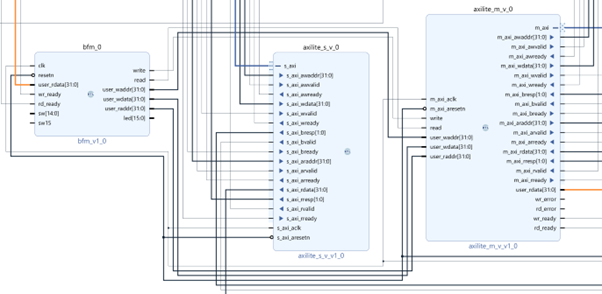 bfm_0
clk
resetn
user_rdata(31:0)
wr_ready
rd_ready
sw(14:0)
sw15
write
read
user_waddr(31:0)
user_wdata(31:0)
user_raddr(31:0)
led(15:0)
bfm_v1_0
axilite_s_v_0
s_axi
s_axi_awaddr(31:0)
s_axi_awvalid
s_axi_awready
s_axi_wdata(31:0)
s_axi_wvalid
s_axi_wready
s_axi_bresp(1:0)
s_axi_bvalid
s_axi_bready
s_axi_araddr(31:0)
s_axi_arvalid
s_axi_arready
s_axi_rdata(31:0)
s_axi_rresp(1:0)
s_axi_rvalid
s_axi_rready
s_axi_aclk
s_axi_aresetn
axilite_s_v_v1_0
axilite_m_v_0
m_axi_aclk
m_axi_aresetn
write
read
user_waddr(31:0)
user_wdata(31:0)
user_raddr(31:0)
m_axi
m_axi_awaddr(31:0)
m_axi_awvalid
m_axi_awready
m_axi_wdata(31:0)
m_axi_wvalid
m_axi_wready
m_axi_bresp(1:0)
m_axi_bvalid
m_axi_bready
m_axi_araddr(31:0)
m_axi_arvalid
m_axi_arready
m_axi_rdata(31:0)
m_axi_rresp(1:0)
m_axi_rvalid
m_axi_rready
user_rdata(31:0)
wr_error
rd_error
wr_ready
rd_ready
axilite_m_v_v1_0